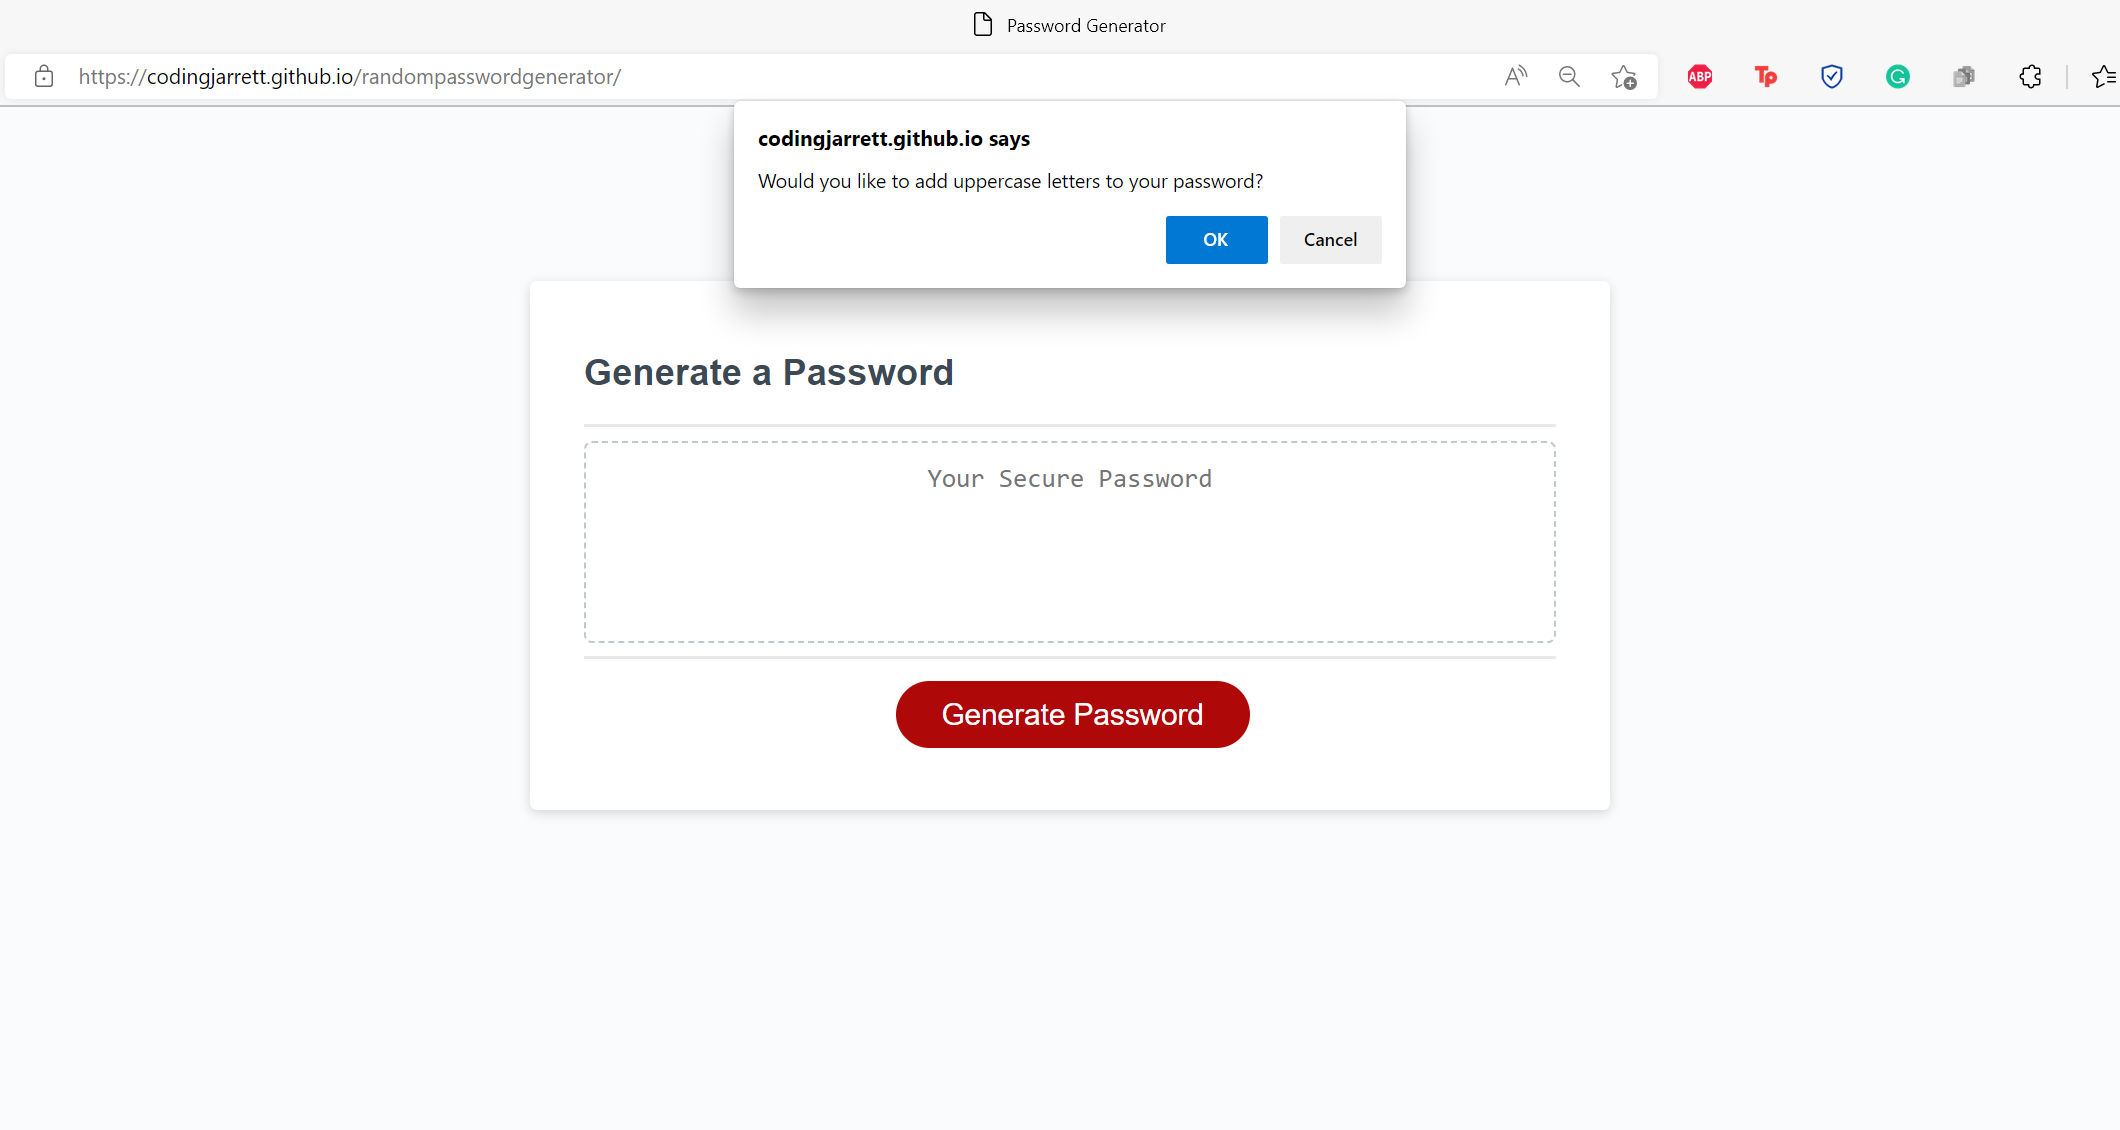 Password Generator
https://codingjarrett.github.io/randompasswordgenerator/
ABP
Tp
codingjarrett.github.io says
Would you like to add uppercase letters to your password?
OK
Cancel
Generate a Password
Your Secure Password
Generate Password